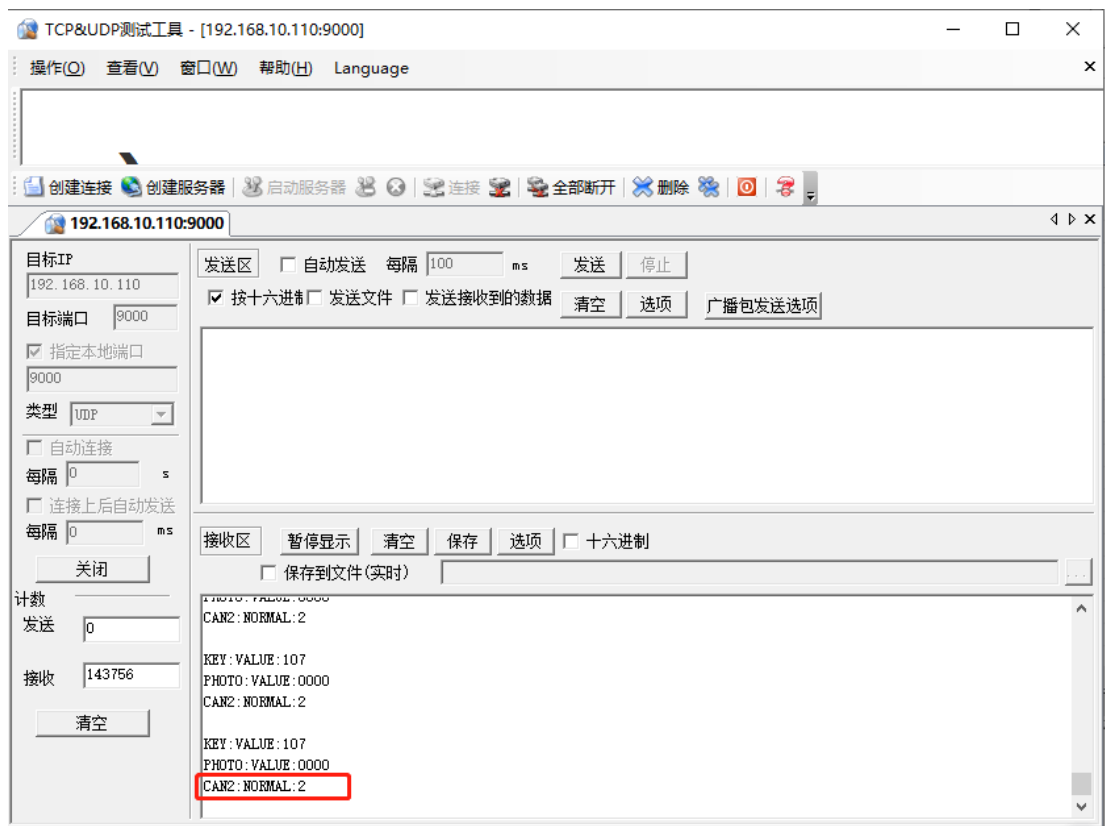 TCP&UDP测试工具 - [192.168.10.110:9000]
操作(O) 查看(V) 窗口(W) 帮助(H) Language
创建连接 创建服务器 启动服务器 连接 全部断开 删除
192.168.10.110:9000
目标IP
192.168.10.110
目标端口 9000
指定本地端口
9000
类型 UDP
自动连接
每隔 0 s
连接上后自动发送
每隔 0 ms
关闭
计数
发送 0
接收 143756
清空
发送区 自动发送 每隔 100 ms 发送 停止
按十六进制 发送文件 发送接收到的数据 清空 选项 广播包发送选项
接收区 暂停显示 清空 保存 选项 十六进制
保存到文件(实时) ...
PHOTO:VALUE:0000
CAN2:NORMAL:2
KEY:VALUE:107
PHOTO:VALUE:0000
CAN2:NORMAL:2
KEY:VALUE:107
PHOTO:VALUE:0000
CAN2:NORMAL:2